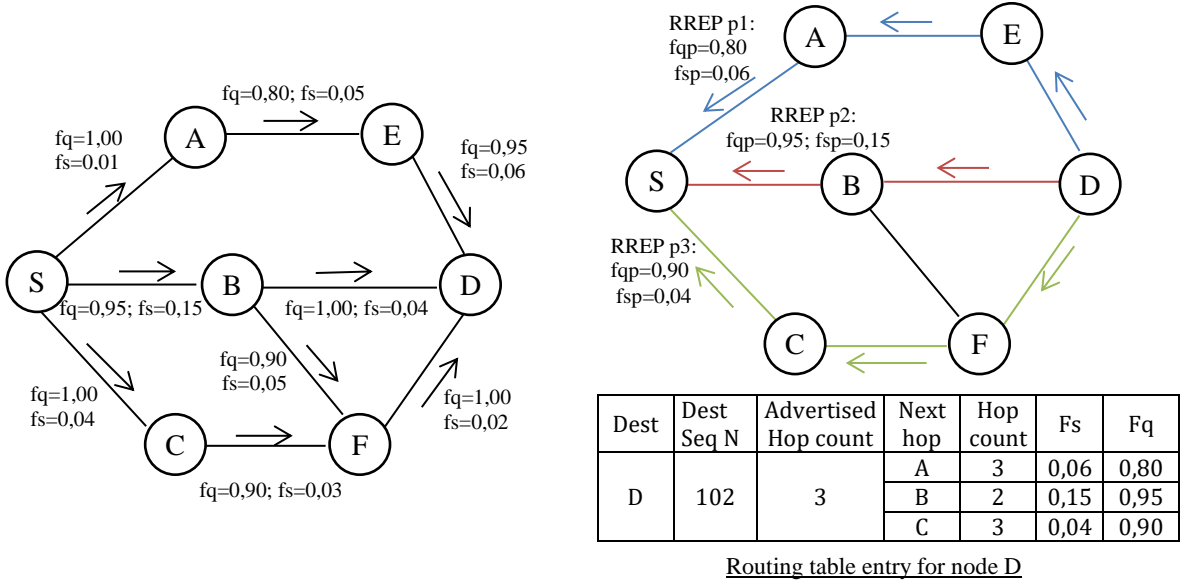 fq=0,80; fs=0,05
fq=1,00
fs=0,01
A
E
fq=0,95
fs=0,06
S
B
D
fq=0,95; fs=0,15
fq=1,00; fs=0,04
fq=0,90
fs=0,05
fq=1,00
fs=0,04
fq=1,00
fs=0,02
C
F
fq=0,90; fs=0,03
RREP p1:
fqp=0,80
fsp=0,06
A
E
RREP p2:
fqp=0,95; fsp=0,15
S
B
D
RREP p3:
fqp=0,90
fsp=0,04
C
F
Dest
Dest
Seq N
Advertised
Hop count
Next
hop
Hop
count
Fs
Fq
D
102
3
A 3 0,06 0,80
B 2 0,15 0,95
C 3 0,04 0,90
Routing table entry for node D